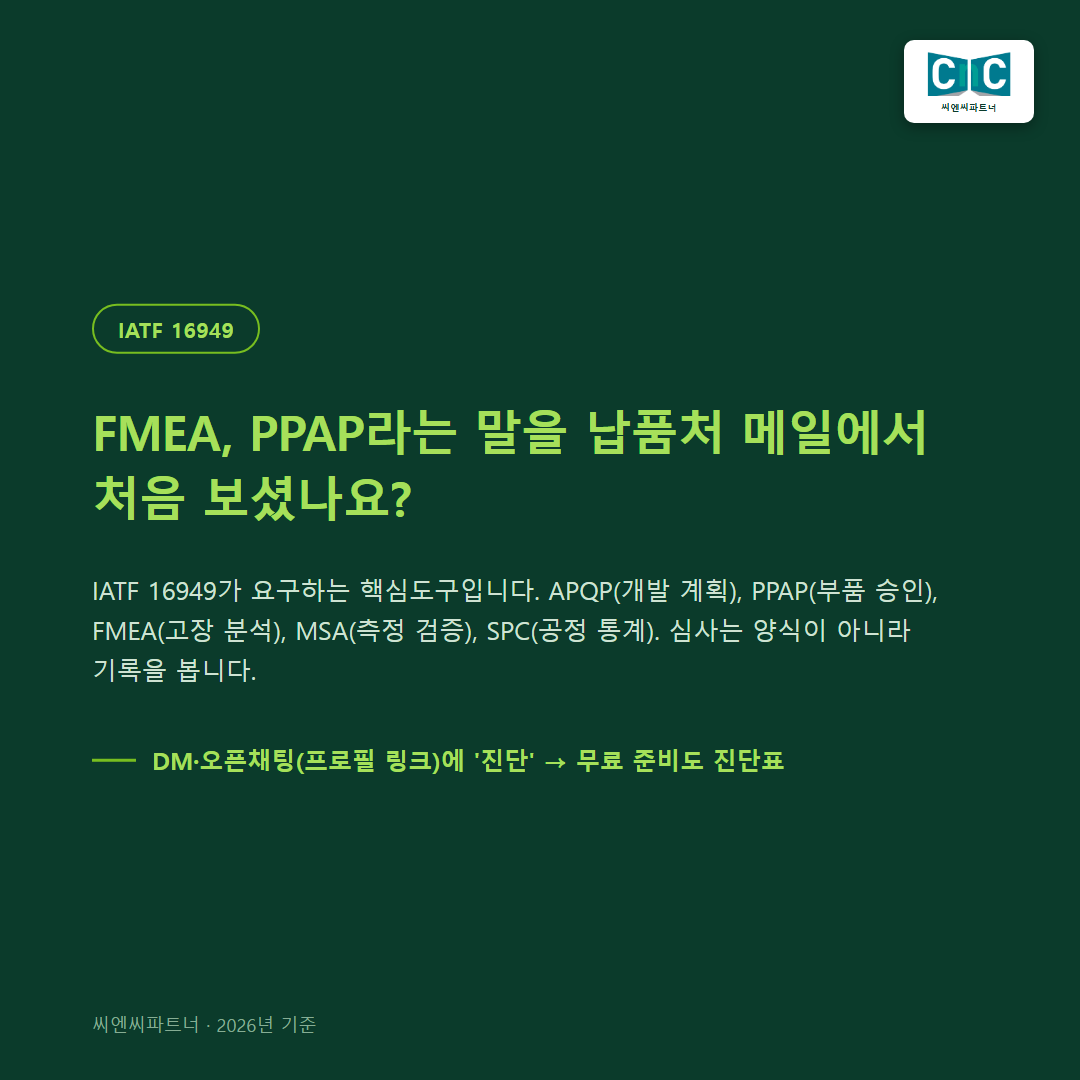 CnC
씨엔씨파트너
IATF 16949
FMEA, PPAP라는 말을 납품처 메일에서
처음 보셨나요?
IATF 16949가 요구하는 핵심도구입니다. APQP(개발 계획), PPAP(부품 승인),
FMEA(고장 분석), MSA(측정 검증), SPC(공정 통계). 심사는 양식이 아니라
기록을 봅니다.
DM·오픈채팅(프로필 링크)에 '진단' → 무료 준비도 진단표
씨엔씨파트너 · 2026년 기준